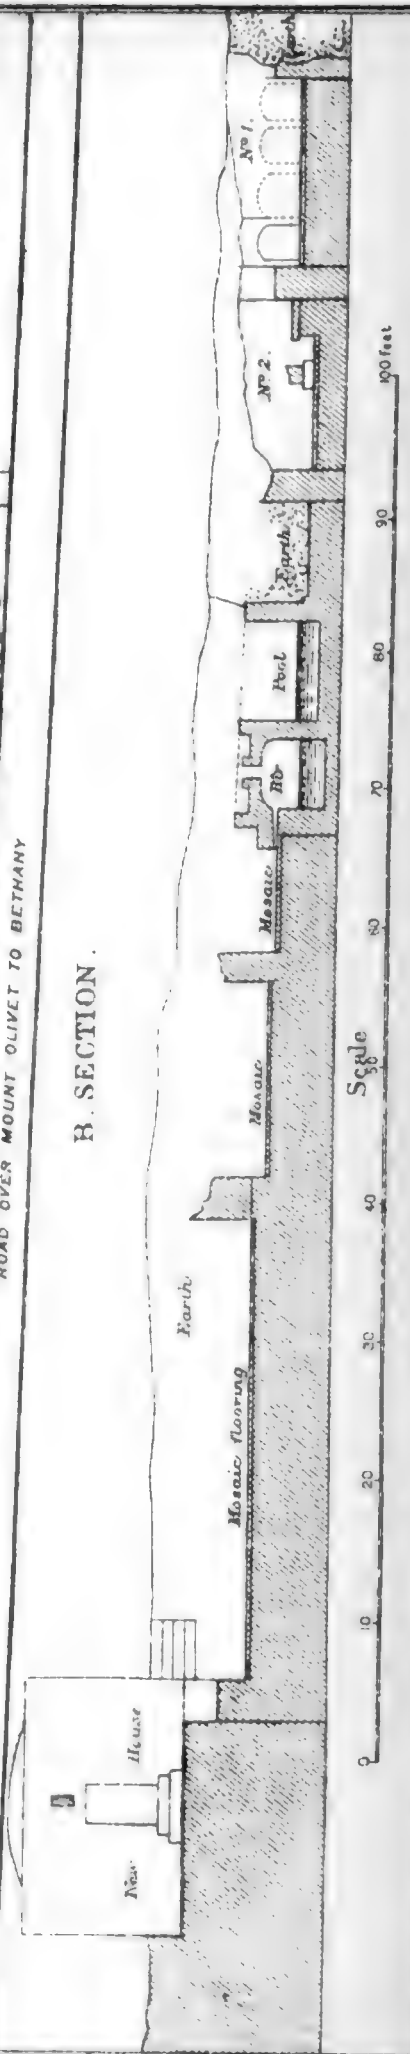 ROAD OVER MOUNT OLIVET TO BETHANY
B. SECTION.
New House
Mosaic flooring
Earth
Mosaic
Mosaic
Pool
Earth
Nº 2.
Nº 1.
Earth
Scale
0 10 20 30 40 50 60 70 80 90 100 feet